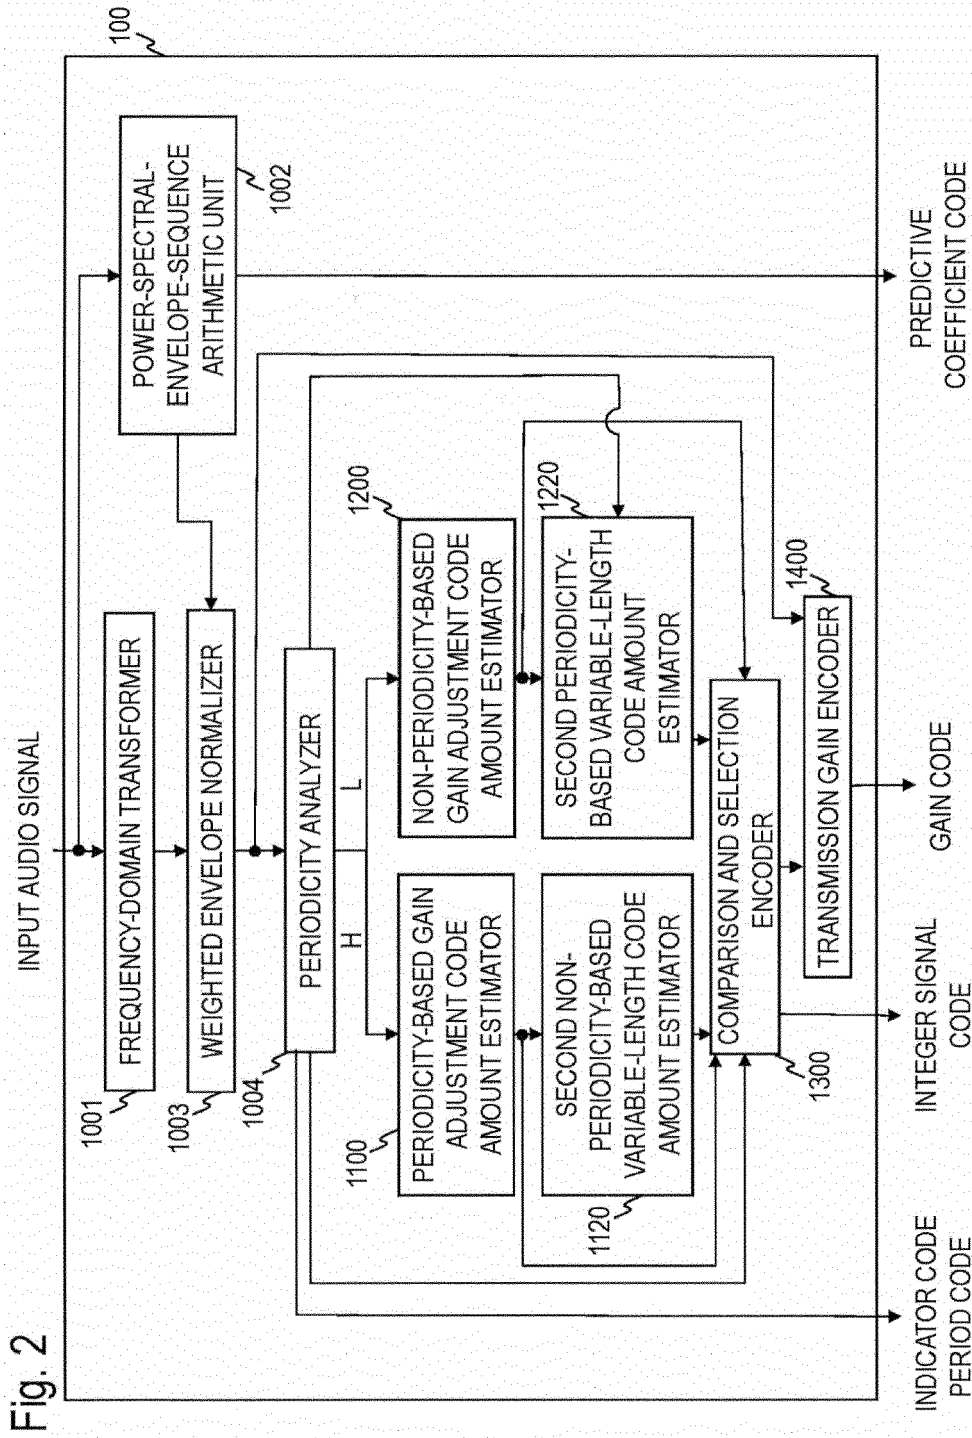 Fig. 2
100
INPUT AUDIO SIGNAL
1001
FREQUENCY-DOMAIN TRANSFORMER
POWER-SPECTRAL-
ENVELOPE-SEQUENCE
ARITHMETIC UNIT
1002
1003
WEIGHTED ENVELOPE NORMALIZER
1004
PERIODICITY ANALYZER
H
L
1100
PERIODICITY-BASED GAIN
ADJUSTMENT CODE
AMOUNT ESTIMATOR
1200
NON-PERIODICITY-BASED
GAIN ADJUSTMENT CODE
AMOUNT ESTIMATOR
1120
SECOND NON-
PERIODICITY-BASED
VARIABLE-LENGTH CODE
AMOUNT ESTIMATOR
1220
SECOND PERIODICITY-
BASED VARIABLE-LENGTH
CODE AMOUNT
ESTIMATOR
1300
COMPARISON AND SELECTION
ENCODER
1400
TRANSMISSION GAIN ENCODER
INDICATOR CODE
PERIOD CODE
INTEGER SIGNAL
CODE
GAIN CODE
PREDICTIVE
COEFFICIENT CODE